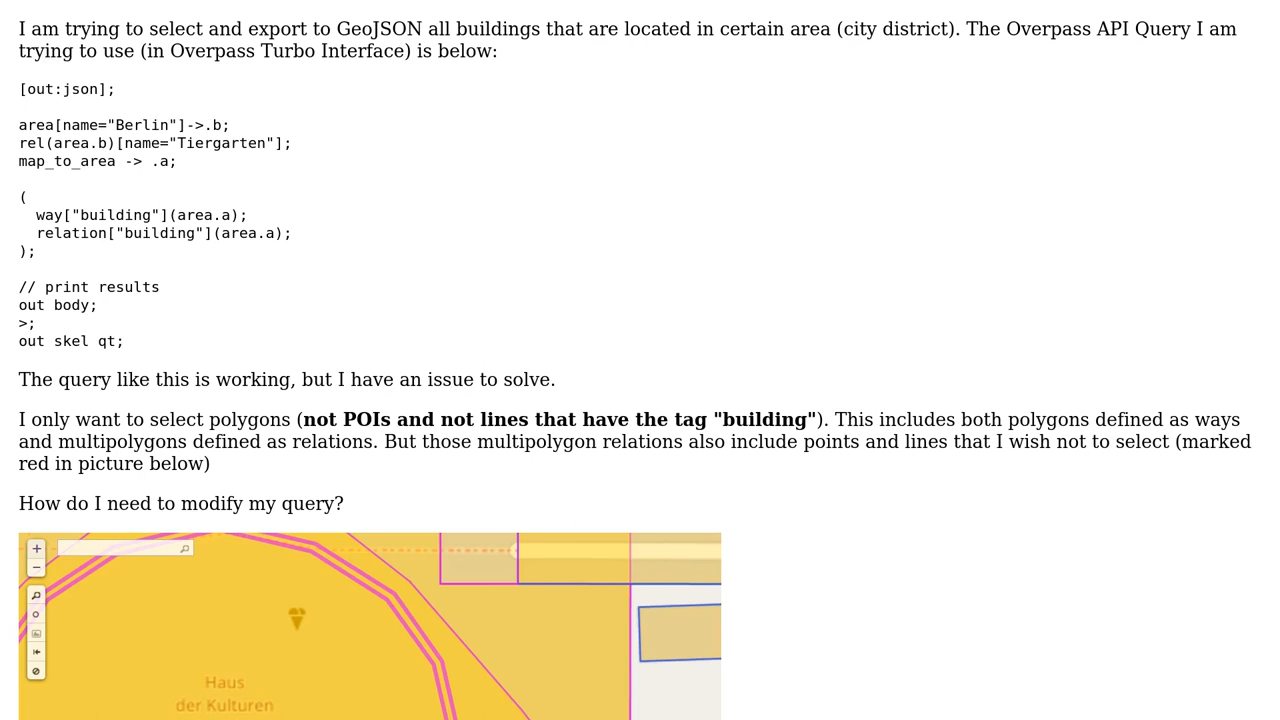 I am trying to select and export to GeoJSON all buildings that are located in certain area (city district). The Overpass API Query I am
trying to use (in Overpass Turbo Interface) is below:
[out:json];
area[name="Berlin"]->.b;
rel(area.b)[name="Tiergarten"];
map_to_area -> .a;
(
  way["building"](area.a);
  relation["building"](area.a);
);
// print results
out body;
>;
out skel qt;
The query like this is working, but I have an issue to solve.
I only want to select polygons (not POIs and not lines that have the tag "building"). This includes both polygons defined as ways
and multipolygons defined as relations. But those multipolygon relations also include points and lines that I wish not to select (marked
red in picture below)
How do I need to modify my query?
+
−
Haus
der Kulturen